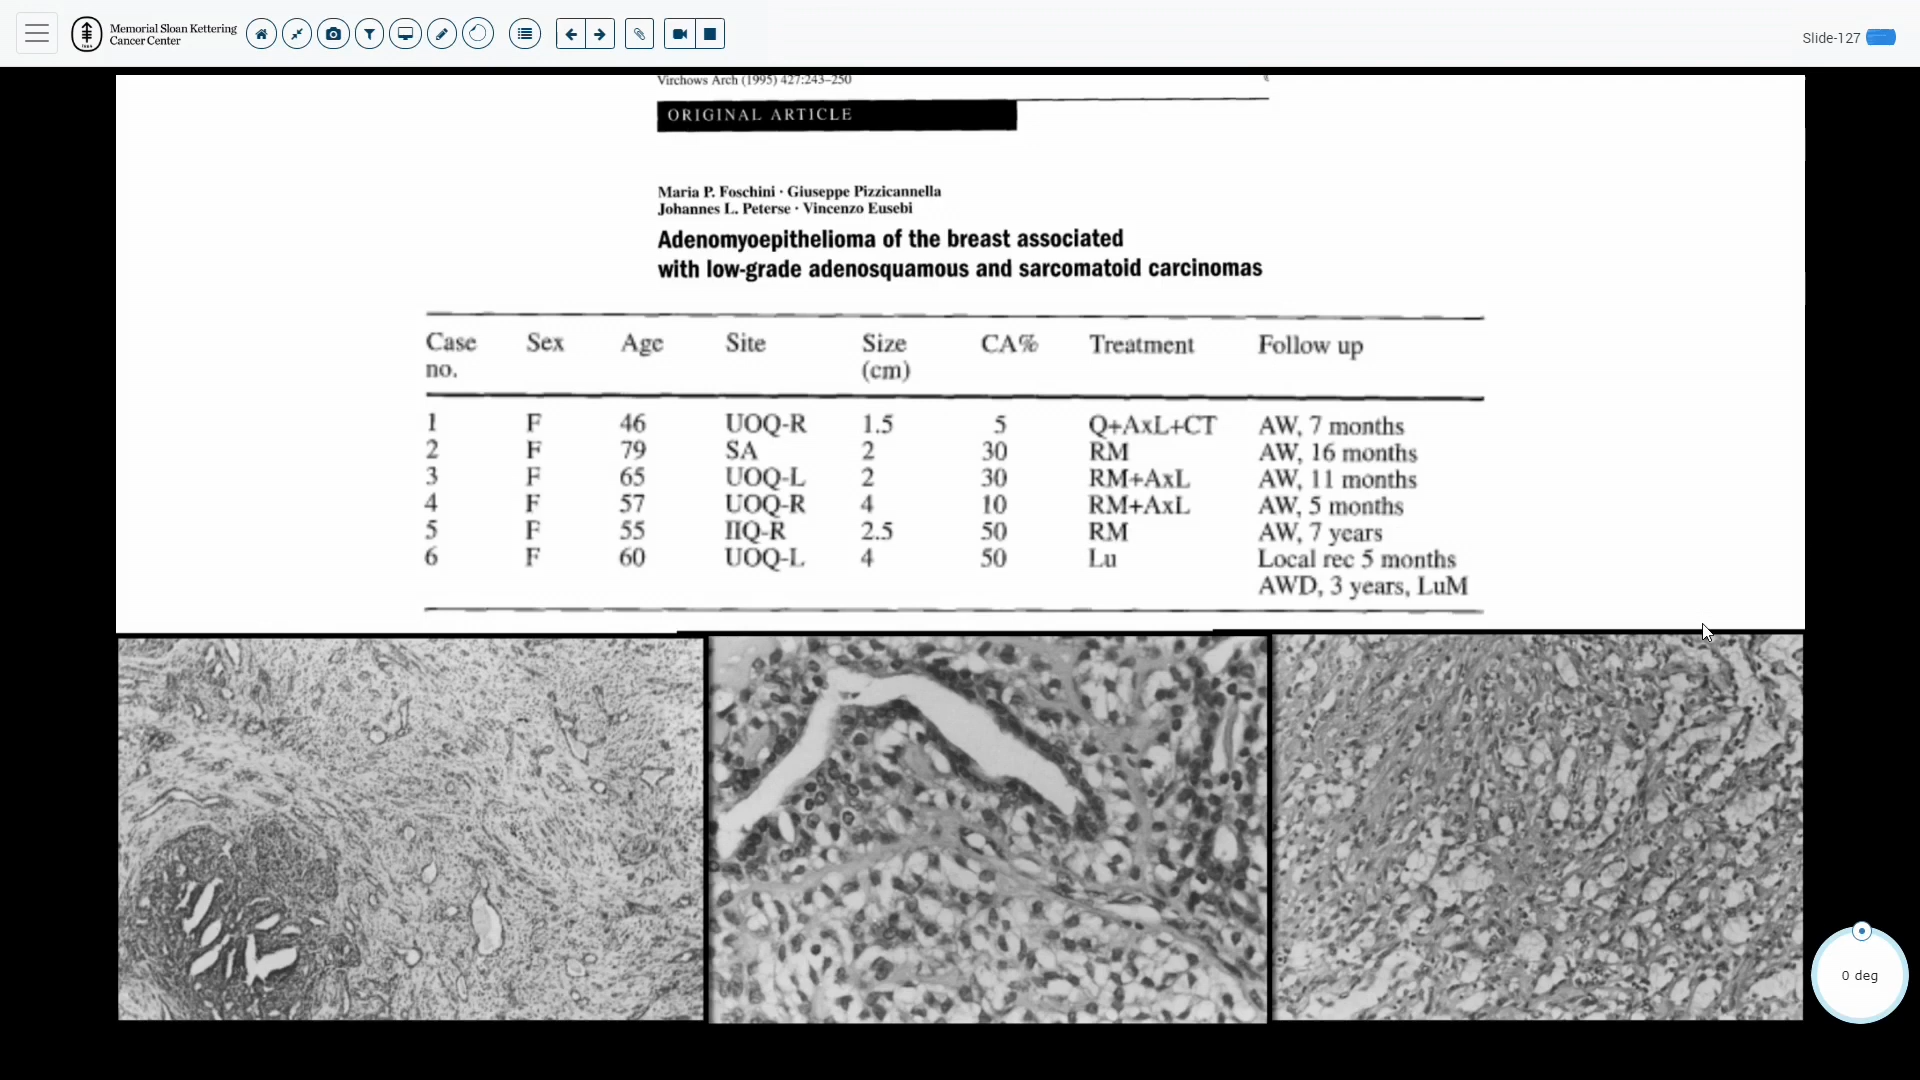 Memorial Sloan Kettering
Cancer Center
Slide-127
Virchows Arch (1995) 427:243–250
ORIGINAL ARTICLE
Maria P. Foschini · Giuseppe Pizzicannella
Johannes L. Peterse · Vincenzo Eusebi
Adenomyoepithelioma of the breast associated
with low-grade adenosquamous and sarcomatoid carcinomas
Case no. Sex Age Site Size (cm) CA% Treatment Follow up
1 F 46 UOQ-R 1.5 5 Q+AxL+CT AW, 7 months
2 F 79 SA 2 30 RM AW, 16 months
3 F 65 UOQ-L 2 30 RM+AxL AW, 11 months
4 F 57 UOQ-R 4 10 RM+AxL AW, 5 months
5 F 55 IIQ-R 2.5 50 RM AW, 7 years
6 F 60 UOQ-L 4 50 Lu Local rec 5 months
AWD, 3 years, LuM
0 deg